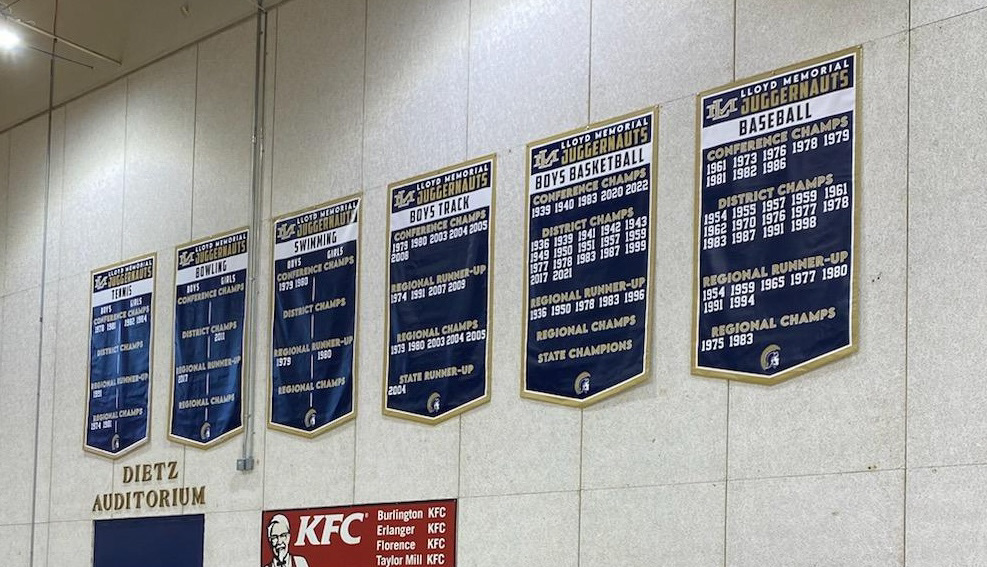 LLOYD MEMORIAL
JUGGERNAUTS
TENNIS
BOYS GIRLS
CONFERENCE CHAMPS
1978 1981 1982 1984
DISTRICT CHAMPS
REGIONAL RUNNER-UP
1991
REGIONAL CHAMPS
1974 1981
LLOYD MEMORIAL
JUGGERNAUTS
BOWLING
BOYS GIRLS
CONFERENCE CHAMPS
DISTRICT CHAMPS
2011
REGIONAL RUNNER-UP
2017
REGIONAL CHAMPS
LLOYD MEMORIAL
JUGGERNAUTS
SWIMMING
BOYS GIRLS
CONFERENCE CHAMPS
1979 1980
DISTRICT CHAMPS
REGIONAL RUNNER-UP
1979 1980
REGIONAL CHAMPS
LLOYD MEMORIAL
JUGGERNAUTS
BOYS TRACK
CONFERENCE CHAMPS
1979 1980 2003 2004 2005
2008
REGIONAL RUNNER-UP
1974 1991 2007 2009
REGIONAL CHAMPS
1979 1980 2003 2004 2005
STATE RUNNER-UP
2004
LLOYD MEMORIAL
JUGGERNAUTS
BOYS BASKETBALL
CONFERENCE CHAMPS
1939 1940 1983 2020 2022
DISTRICT CHAMPS
1936 1939 1941 1942 1943
1949 1950 1951 1957 1959
1977 1978 1983 1987 1999
2017 2021
REGIONAL RUNNER-UP
1936 1950 1978 1983 1996
REGIONAL CHAMPS
STATE CHAMPIONS
LLOYD MEMORIAL
JUGGERNAUTS
BASEBALL
CONFERENCE CHAMPS
1961 1973 1976 1978 1979
1981 1982 1986
DISTRICT CHAMPS
1954 1955 1957 1959 1961
1962 1970 1976 1977 1978
1983 1987 1991 1998
REGIONAL RUNNER-UP
1954 1959 1965 1977 1980
1991 1994
REGIONAL CHAMPS
1975 1983
DIETZ
AUDITORIUM
KFC
Burlington KFC
Erlanger KFC
Florence KFC
Taylor Mill KFC